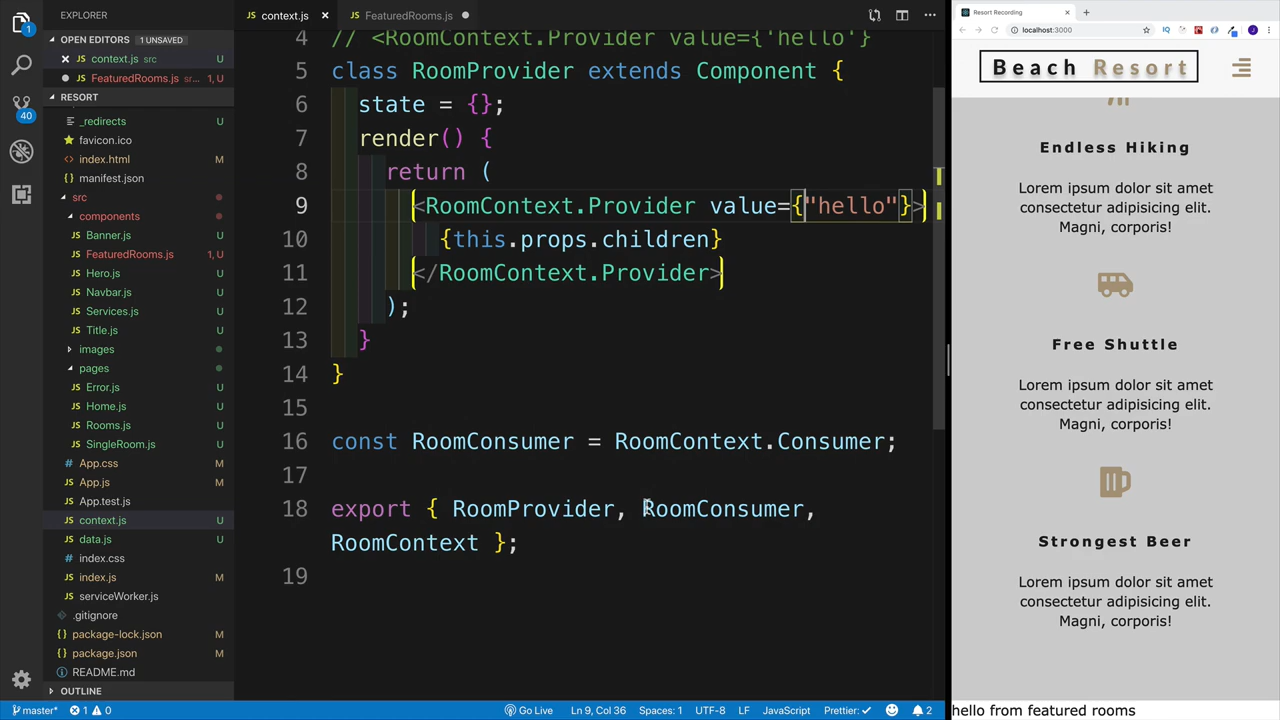 EXPLORER
OPEN EDITORS 1 UNSAVED
context.js U
FeaturedRooms.js src... 1, U
RESORT
_redirects U
favicon.ico
index.html M
manifest.json
src
components
Banner.js U
FeaturedRooms.js 1, U
Hero.js U
Navbar.js U
Services.js U
Title.js U
images
pages
Error.js U
Home.js U
Rooms.js U
SingleRoom.js U
App.css M
App.js M
App.test.js
context.js U
data.js U
index.css
index.js M
serviceWorker.js
.gitignore
package-lock.json M
package.json M
README.md
OUTLINE
40
1
context.js
FeaturedRooms.js
4 // <RoomContext.Provider value={'hello'}
5 class RoomProvider extends Component {
6 state = {};
7 render() {
8 return (
9 <RoomContext.Provider value={"hello"}>
10 {this.props.children}
11 </RoomContext.Provider>
12 );
13 }
14 }
15
16 const RoomConsumer = RoomContext.Consumer;
17
18 export { RoomProvider, RoomConsumer,
RoomContext };
19
master* 1 0 Go Live Ln 9, Col 36 Spaces: 1 UTF-8 LF JavaScript Prettier: 2
Resort Recording
localhost:3000
Beach Resort
Endless Hiking
Lorem ipsum dolor sit amet
consectetur adipisicing elit.
Magni, corporis!
Free Shuttle
Lorem ipsum dolor sit amet
consectetur adipisicing elit.
Magni, corporis!
Strongest Beer
Lorem ipsum dolor sit amet
consectetur adipisicing elit.
Magni, corporis!
hello from featured rooms